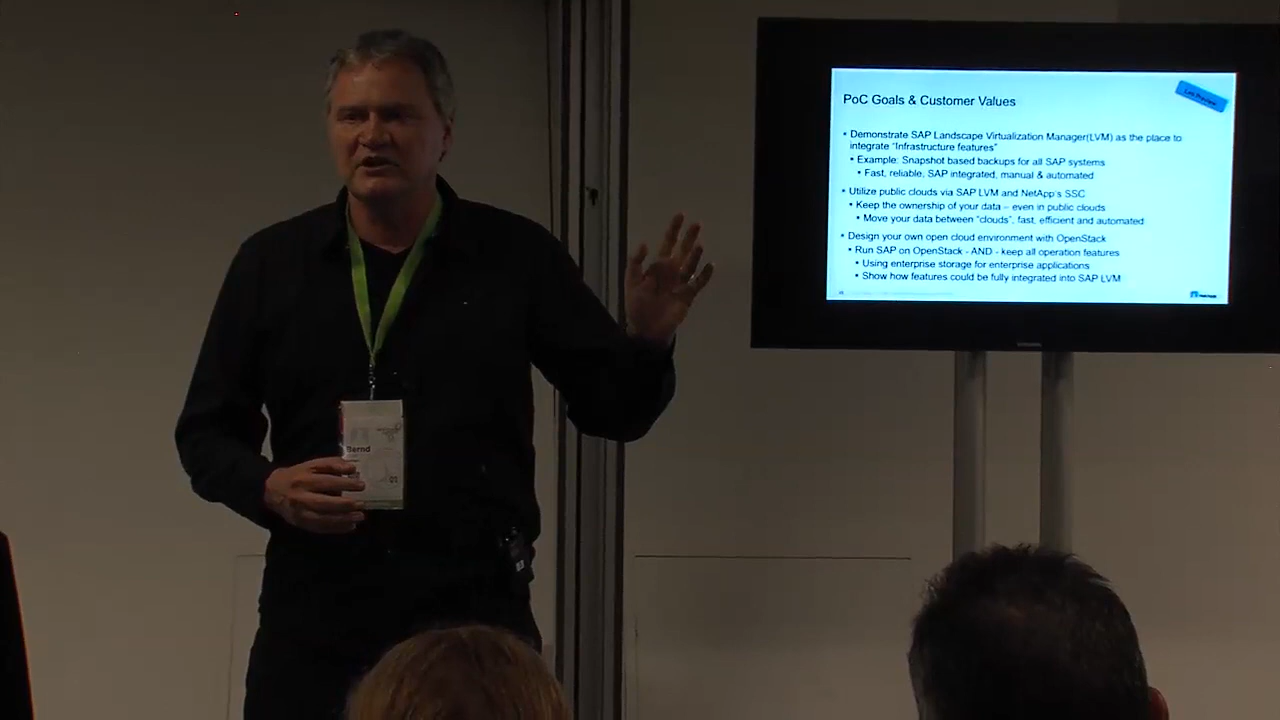 PoC Goals & Customer Values
Lab Preview
• Demonstrate SAP Landscape Virtualization Manager(LVM) as the place to
integrate "Infrastructure features"
• Example: Snapshot based backups for all SAP systems
• Fast, reliable, SAP integrated, manual & automated
• Utilize public clouds via SAP LVM and NetApp's SSC
• Keep the ownership of your data – even in public clouds
• Move your data between "clouds", fast, efficient and automated
• Design your own open cloud environment with OpenStack
• Run SAP on OpenStack - AND - keep all operation features
• Using enterprise storage for enterprise applications
• Show how features could be fully integrated into SAP LVM
Bernd